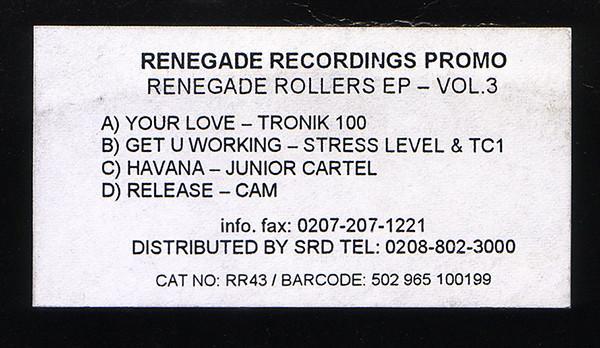 RENEGADE RECORDINGS PROMO
RENEGADE ROLLERS EP – VOL.3
A) YOUR LOVE – TRONIK 100
B) GET U WORKING – STRESS LEVEL & TC1
C) HAVANA – JUNIOR CARTEL
D) RELEASE – CAM
info. fax: 0207-207-1221
DISTRIBUTED BY SRD TEL: 0208-802-3000
CAT NO: RR43 / BARCODE: 502 965 100199